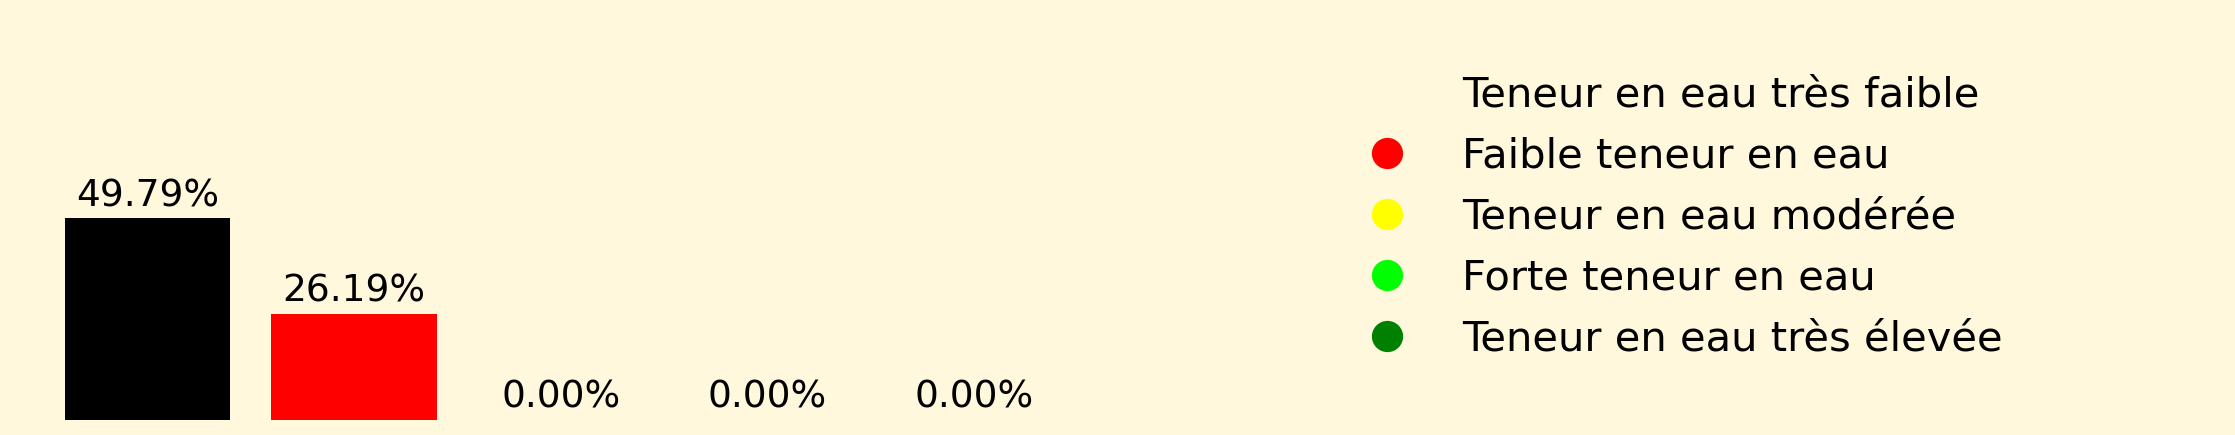 49.79%
26.19%
0.00%
0.00%
0.00%
Teneur en eau très faible
Faible teneur en eau
Teneur en eau modérée
Forte teneur en eau
Teneur en eau très élevée